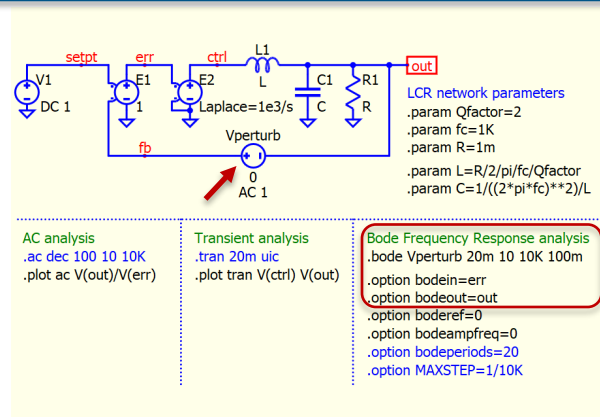 setpt
err
ctrl
L1
out
V1
E1
E2
L
C1
R1
DC 1
1
Laplace=1e3/s
C
R
LCR network parameters
.param Qfactor=2
.param fc=1K
.param R=1m
.param L=R/2/pi/fc/Qfactor
.param C=1/((2*pi*fc)**2)/L
Vperturb
fb
0
AC 1
AC analysis
.ac dec 100 10 10K
.plot ac V(out)/V(err)
Transient analysis
.tran 20m uic
.plot tran V(ctrl) V(out)
Bode Frequency Response analysis
.bode Vperturb 20m 10 10K 100m
.option bodein=err
.option bodeout=out
.option boderef=0
.option bodeampfreq=0
.option bodeperiods=20
.option MAXSTEP=1/10K